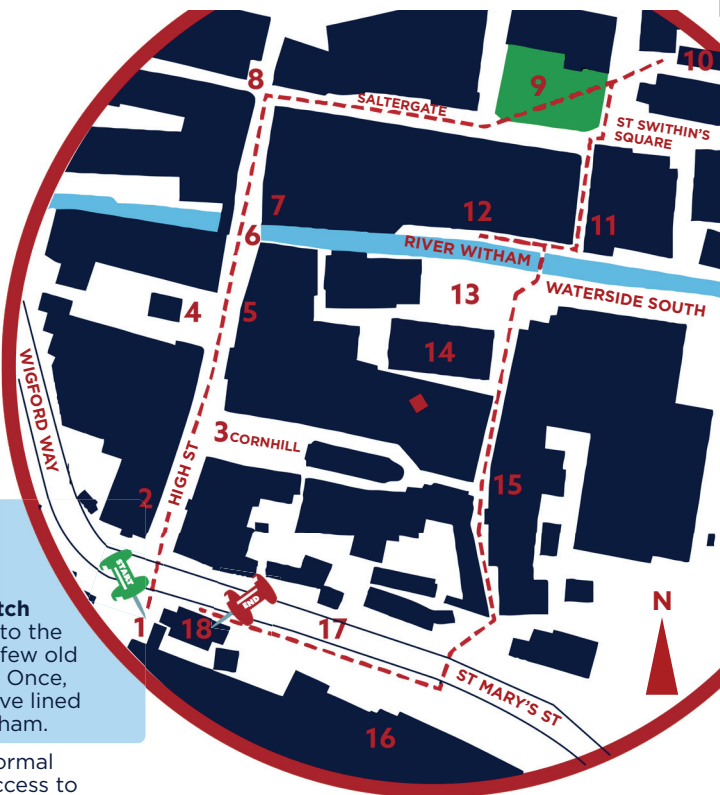 8
SALTERGATE
9
10
ST SWITHIN'S
SQUARE
7
12
11
6
RIVER WITHAM
WATERSIDE SOUTH
13
4
5
14
WIGFORD WAY
3 CORNHILL
HIGH ST
2
15
START
END
1
18
17
N
ST MARY'S ST
16
tch
to the
few old
Once,
ve lined
ham.
ormal
ccess to